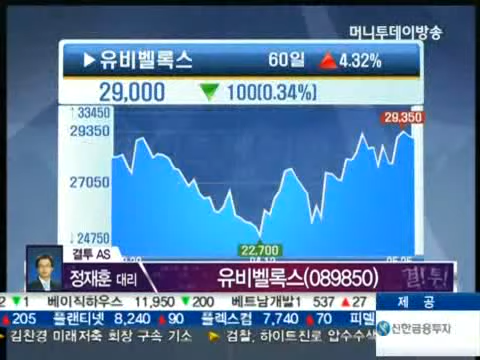 머니투데이방송
▶유비벨록스 60일 ▲4.32%
29,000 ▼ 100(0.34%)
↑33450
29,350
29350
27050
↓24750
22,700
결투 AS
정재훈 대리 유비벨록스(089850) 결투!
▽1 베이직하우스 11,950 ▽200 베트남개발1 537 ▲27 제 공
▲205 플랜티넷 8,240 ▲90 플렉스컴 7,740 ▲70 피델
김찬경 미래저축 회장 구속 기소 > 검찰, 하이트진로 압수수색
신한금융투자